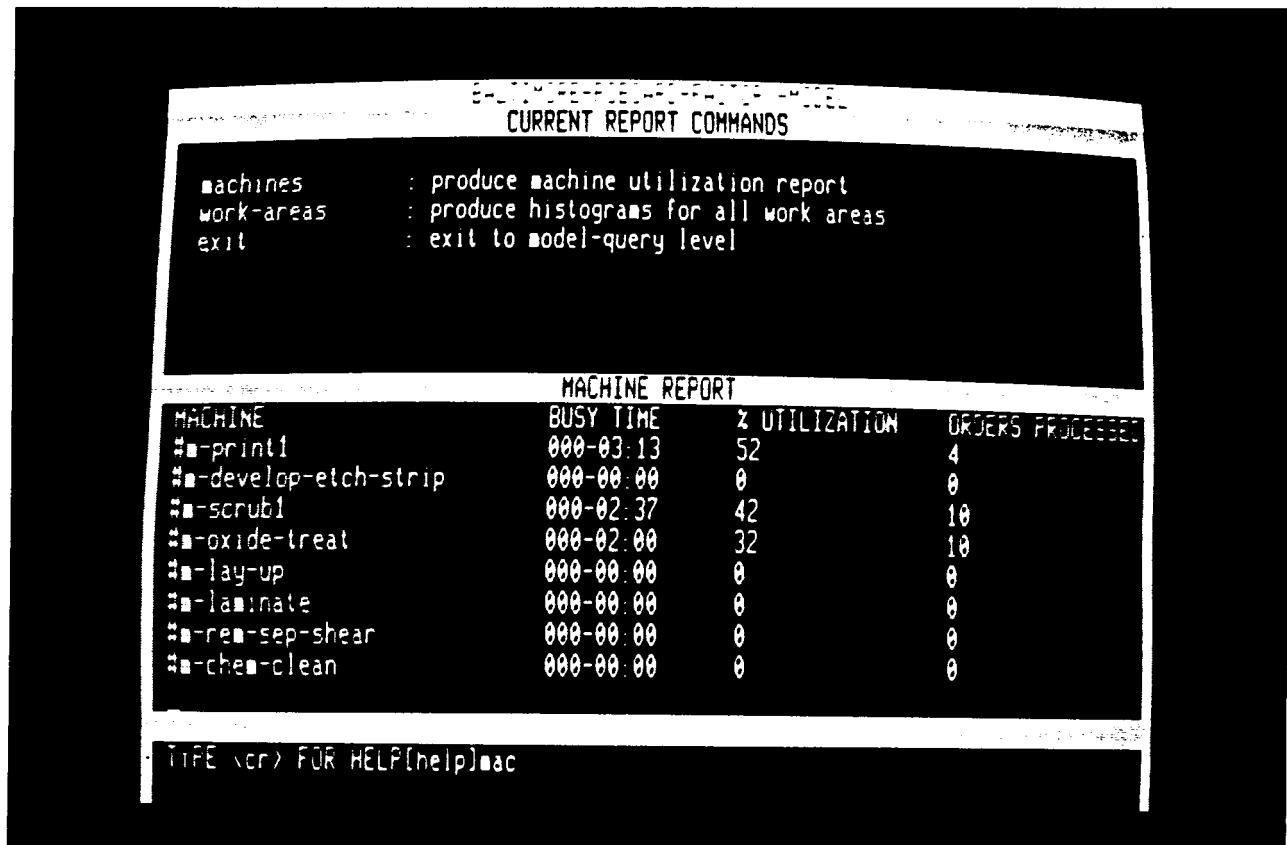 CURRENT REPORT COMMANDS
machines : produce machine utilization report
work-areas : produce histograms for all work areas
exit : exit to model-query level
MACHINE REPORT
MACHINE BUSY TIME % UTILIZATION ORDERS PROCESSED
#m-print1 000-03:13 52 4
#m-develop-etch-strip 000-00:00 0 0
#m-scrub1 000-02:37 42 10
#m-oxide-treat 000-02:00 32 10
#m-lay-up 000-00:00 0 0
#m-laminate 000-00:00 0 0
#m-rem-sep-shear 000-00:00 0 0
#m-chem-clean 000-00:00 0 0
TYPE <cr> FOR HELP[help]mac